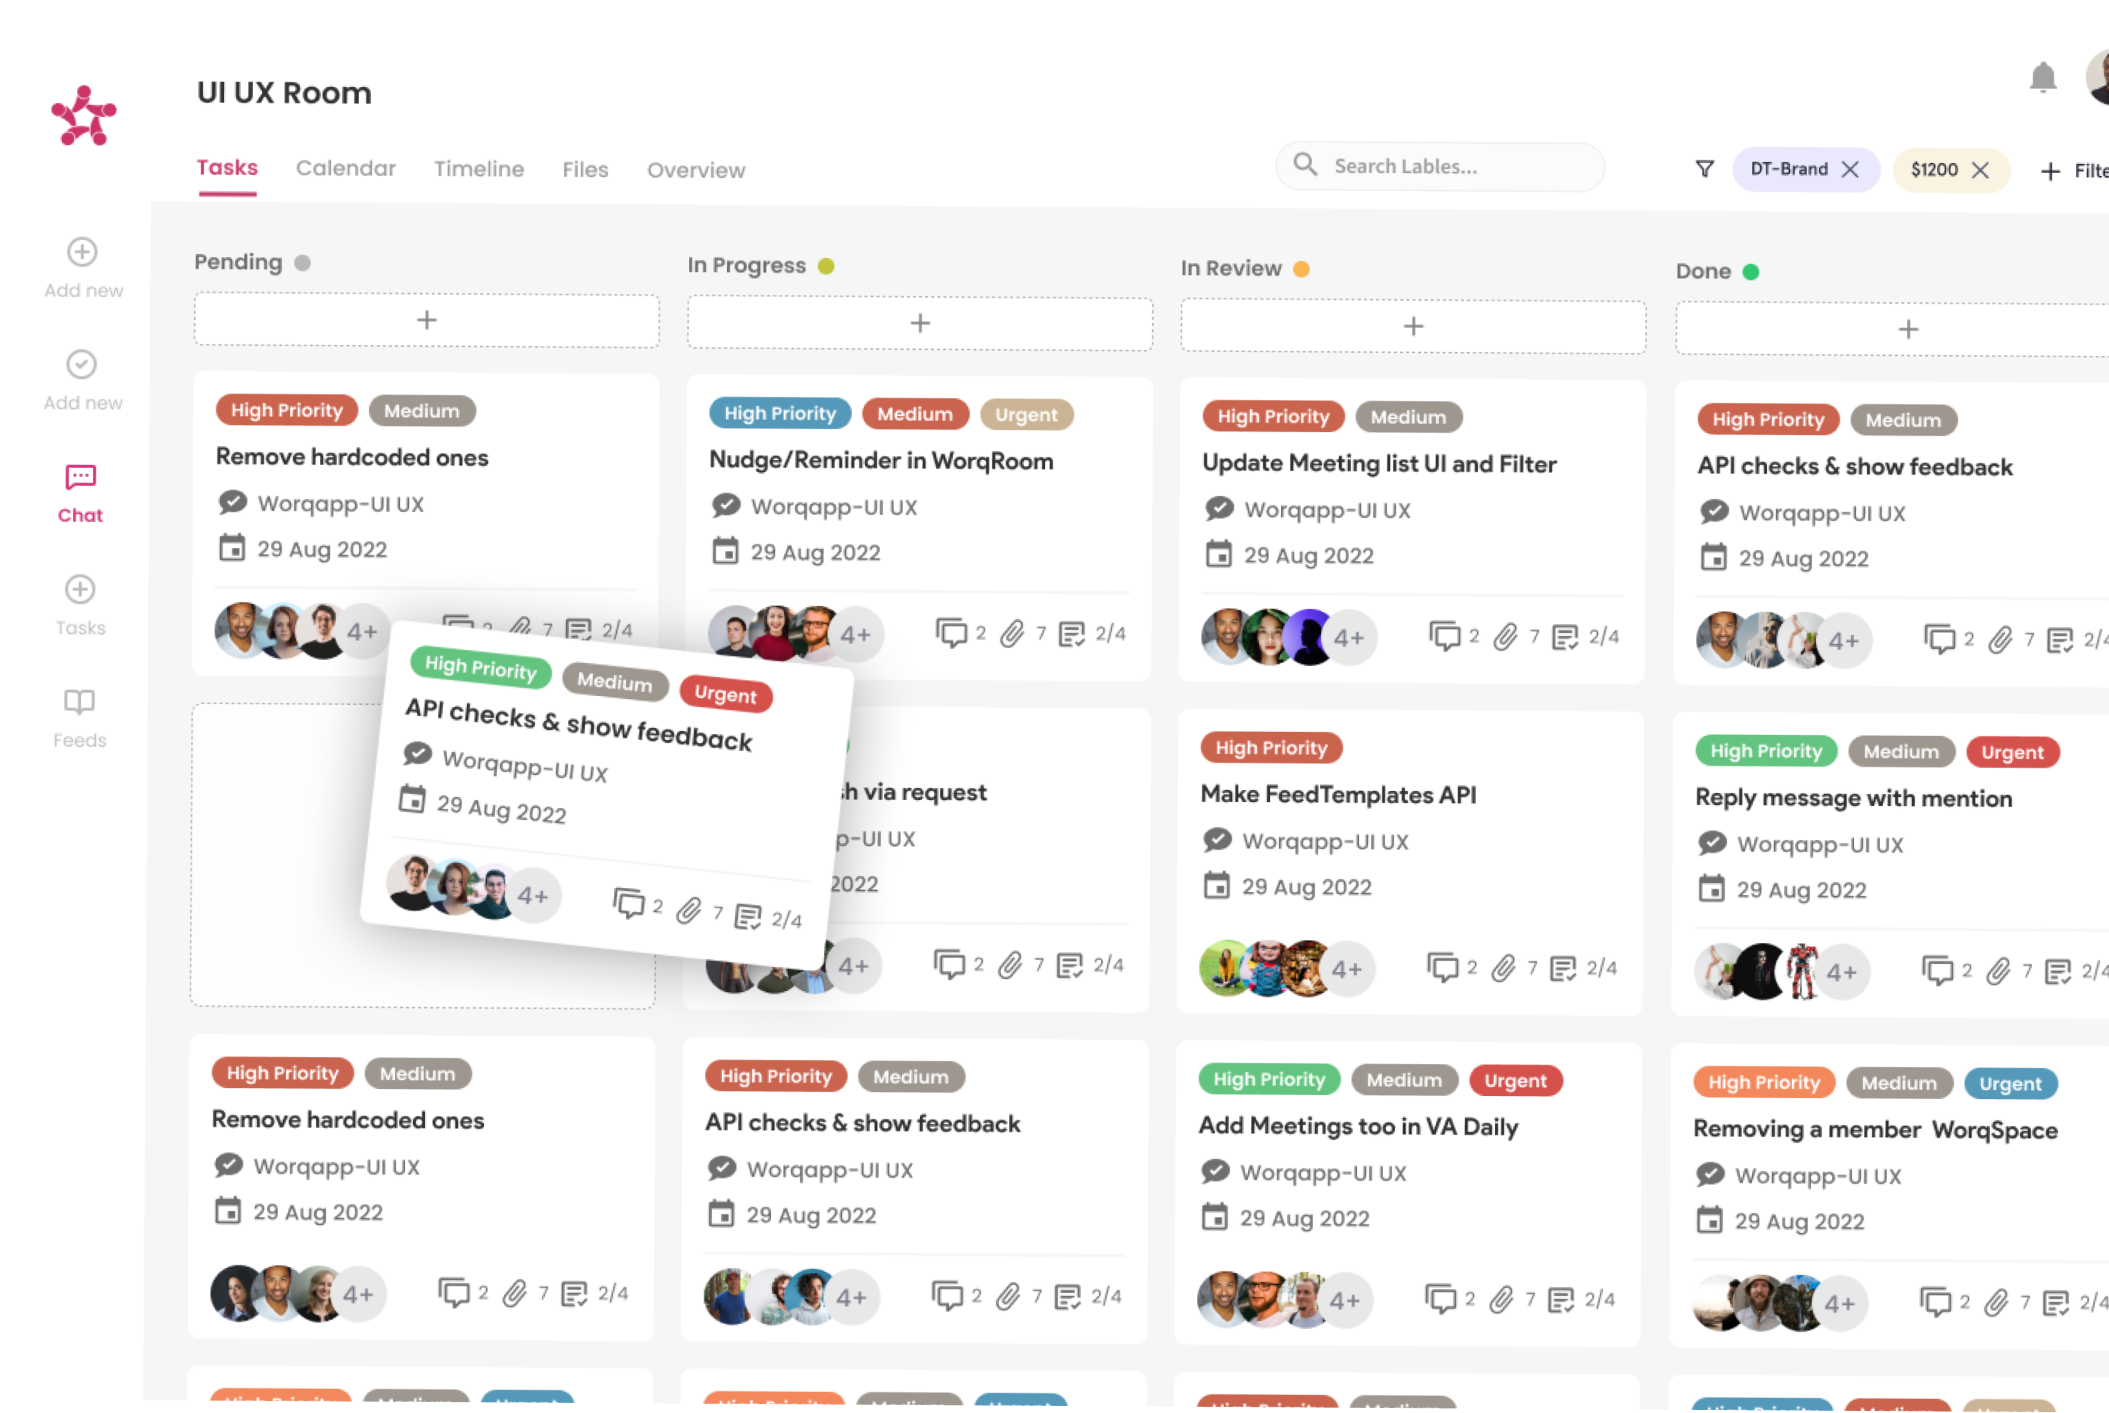 UI UX Room
Tasks Calendar Timeline Files Overview
Search Lables...
DT-Brand
$1200
Add new
Add new
Chat
Tasks
Feeds
Pending
High Priority Medium
Remove hardcoded ones
Worqapp-UI UX
29 Aug 2022
4+ 7 2/4
High Priority Medium Urgent
API checks & show feedback
Worqapp-UI UX
29 Aug 2022
4+ 2 7 2/4
High Priority Medium
Remove hardcoded ones
Worqapp-UI UX
29 Aug 2022
4+ 2 7 2/4
In Progress
High Priority Medium Urgent
Nudge/Reminder in WorqRoom
Worqapp-UI UX
29 Aug 2022
4+ 2 7 2/4
via request
UI UX
2022
4+ 2 7 2/4
High Priority Medium
API checks & show feedback
Worqapp-UI UX
29 Aug 2022
4+ 2 7 2/4
In Review
High Priority Medium
Update Meeting list UI and Filter
Worqapp-UI UX
29 Aug 2022
4+ 2 7 2/4
High Priority
Make FeedTemplates API
Worqapp-UI UX
29 Aug 2022
4+ 2 7 2/4
High Priority Medium Urgent
Add Meetings too in VA Daily
Worqapp-UI UX
29 Aug 2022
4+ 2 7 2/4
Done
High Priority Medium
API checks & show feedback
Worqapp-UI UX
29 Aug 2022
4+ 2 7
High Priority Medium Urgent
Reply message with mention
Worqapp-UI UX
29 Aug 2022
4+ 2 7
High Priority Medium Urgent
Removing a member WorqSpace
Worqapp-UI UX
29 Aug 2022
4+ 2 7